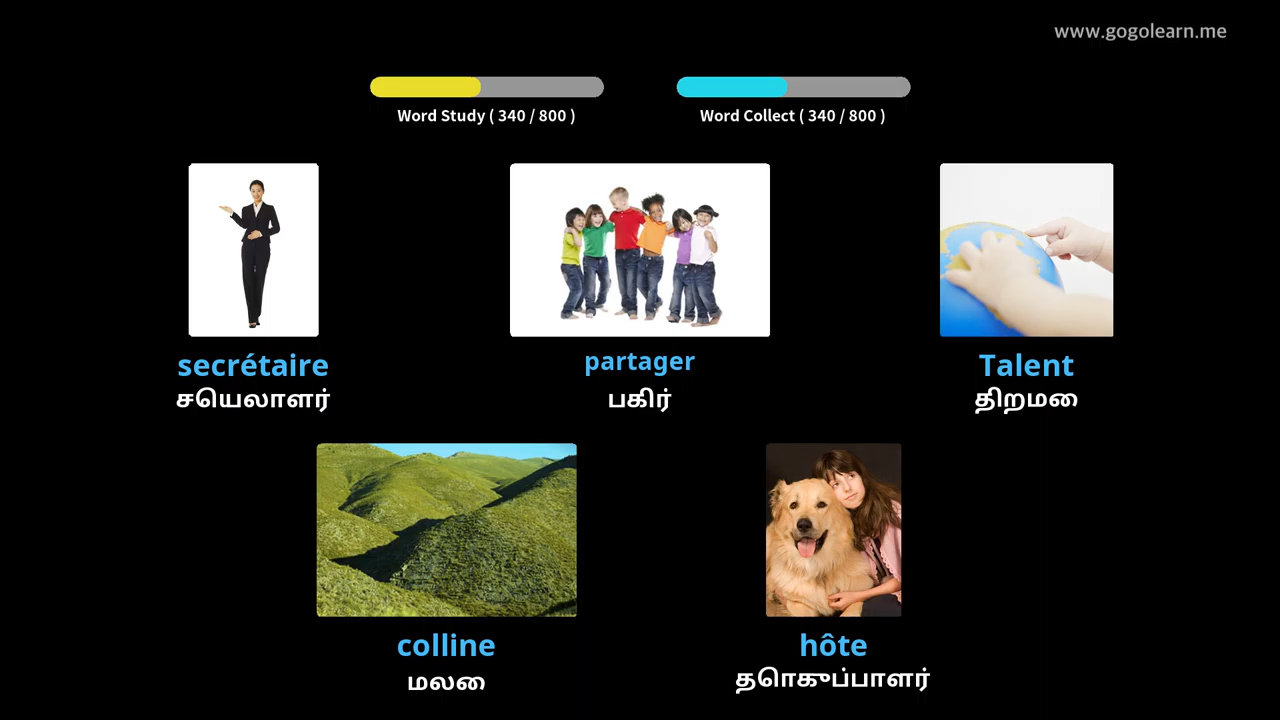 www.gogolearn.me
Word Study ( 340 / 800 )
Word Collect ( 340 / 800 )
secrétaire
செயலாளர்
partager
பகிர்
Talent
திறமை
colline
மலை
hôte
தொகுப்பாளர்